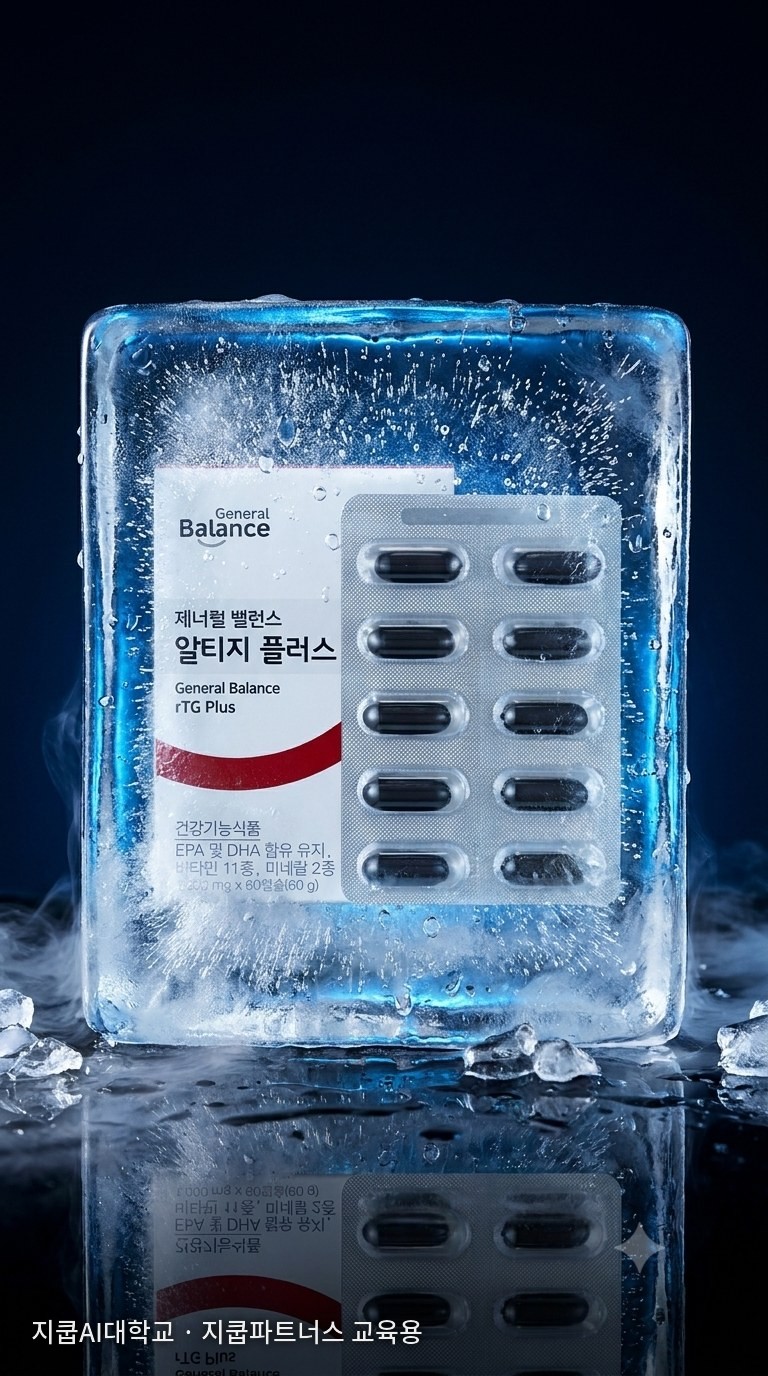 General
Balance
제너럴 밸런스
알티지 플러스
General Balance
rTG Plus
건강기능식품
EPA 및 DHA 함유 유지,
비타민 11종, 미네랄 2종
mg x 60캡슐(60 g)
지쿱AI대학교 · 지쿱파트너스 교육용